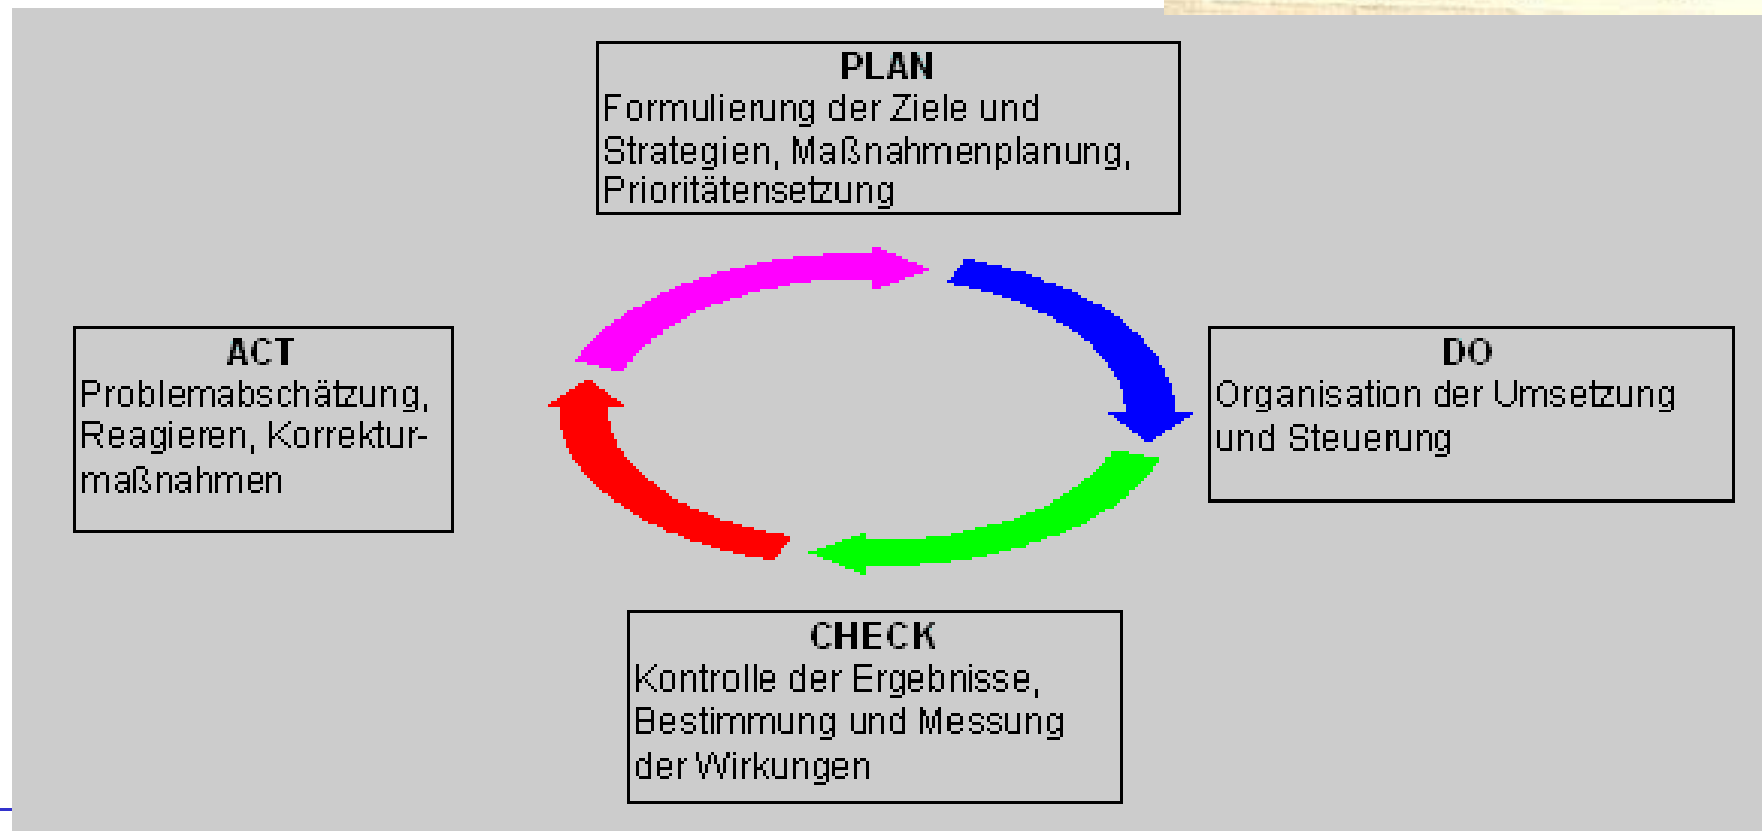 PLAN
Formulierung der Ziele und
Strategien, Maßnahmenplanung,
Prioritätensetzung
ACT
Problemabschätzung,
Reagieren, Korrektur-
maßnahmen
DO
Organisation der Umsetzung
und Steuerung
CHECK
Kontrolle der Ergebnisse,
Bestimmung und Messung
der Wirkungen